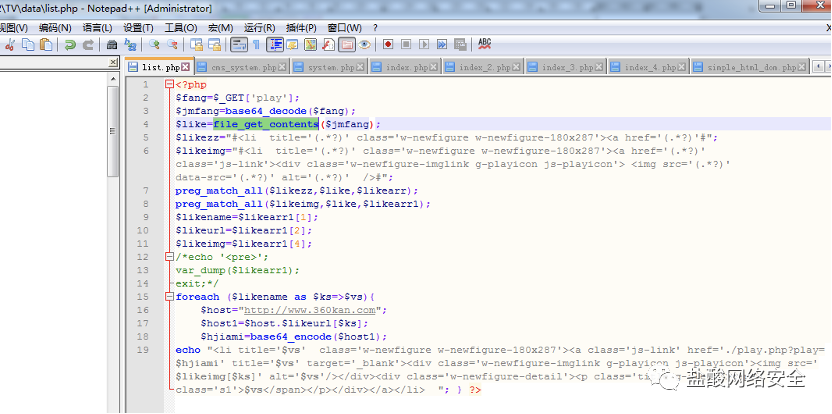 2\TV\data\list.php - Notepad++ [Administrator]
视图(V) 编码(N) 语言(L) 设置(T) 工具(O) 宏(M) 运行(R) 插件(P) 窗口(W) ?
list.php cms_system.php system.php index.php index_2.php index_3.php index_4.php simple_html_dom.php
1 <?php
2 $fang=$_GET['play'];
3 $jmfang=base64_decode($fang);
4 $like=file_get_contents($jmfang);
5 $likezz="#<li  title='(.*?)' class='w-newfigure w-newfigure-180x287'><a href='(.*?)'#";
6 $likeimg="#<li  title='(.*?)' class='w-newfigure w-newfigure-180x287'><a href='(.*?)'
class='js-link'><div class='w-newfigure-imglink g-playicon js-playicon'> <img src='(.*?)'
data-src='(.*?)' alt='(.*?)'  />#";
7 preg_match_all($likezz,$like,$likearr);
8 preg_match_all($likeimg,$like,$likearr1);
9 $likename=$likearr1[1];
10 $likeurl=$likearr1[2];
11 $likeimg=$likearr1[4];
12 /*echo '<pre>';
13 var_dump($likearr1);
14 exit;*/
15 foreach ($likename as $ks=>$vs){
16 $host="http://www.360kan.com";
17 $host1=$host.$likeurl[$ks];
18 $hjiami=base64_encode($host1);
19 echo "<li title='$vs'  class='w-newfigure w-newfigure-180x287'><a class='js-link' href='./play.php?play=
$hjiami' title='$vs' target='_blank'><div class='w-newfigure-imglink g-playicon js-playicon'><img src='
$likeimg[$ks]' alt='$vs'/></div><div class='w-newfigure-detail'><p class='
class='s1'>$vs</span></p></div></a></li>  "; } ?>
盐酸网络安全